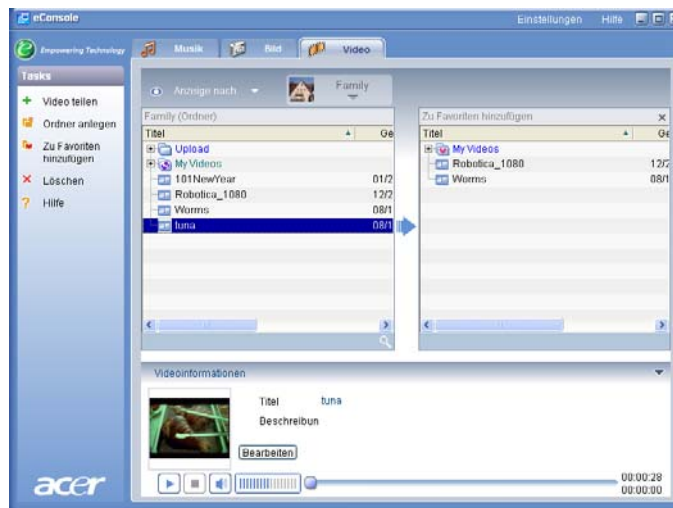 eConsole
Einstellungen Hilfe
Empowering Technology
Musik Bild Video
Tasks
Video teilen
Ordner anlegen
Zu Favoriten
hinzufügen
Löschen
Hilfe
Anzeige nach
Family
Family (Ordner)
Titel Ge
Upload
My Videos
101NewYear 01/2
Robotica_1080 12/2
Worms 08/1
tuna 08/1
Zu Favoriten hinzufügen
Titel Ge
My Videos
Robotica_1080 12/2
Worms 08/1
Videoinformationen
Titel tuna
Beschreibun
Bearbeiten
00:00:28
00:00:00
acer